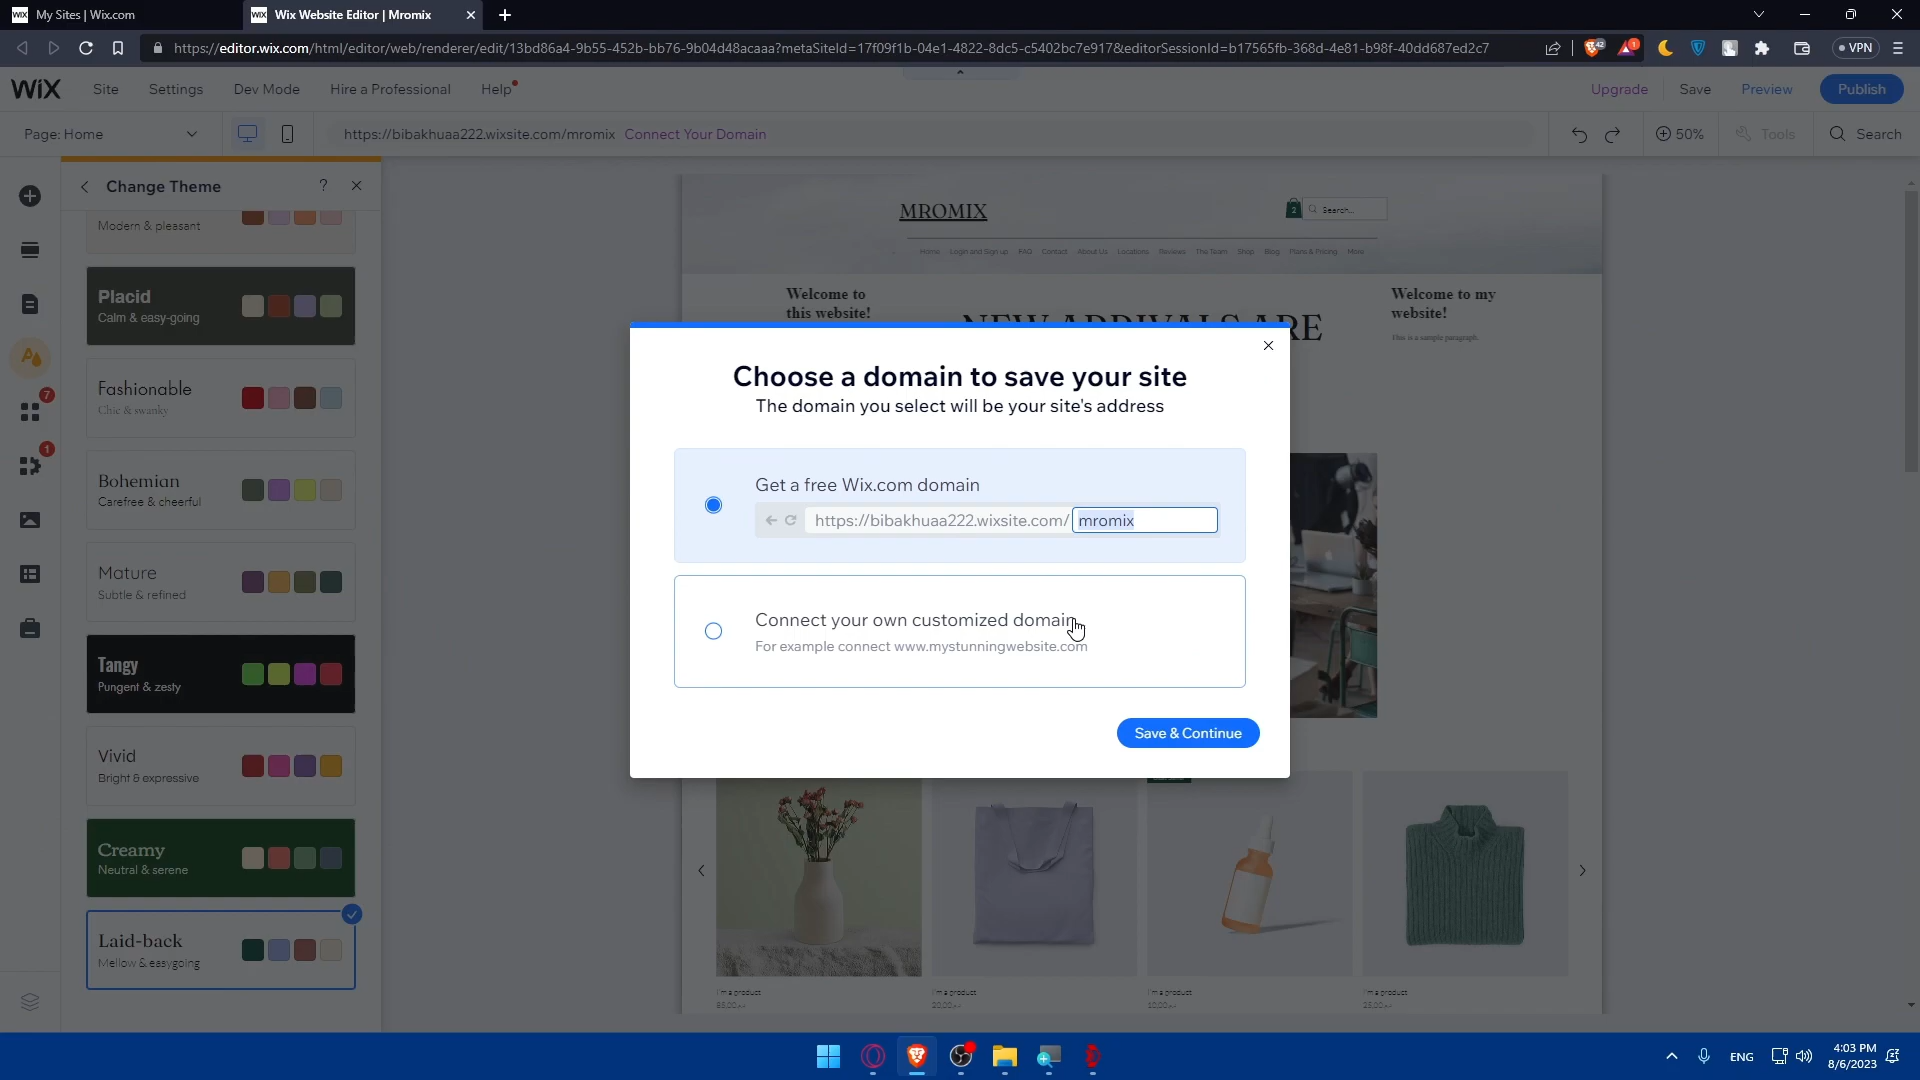 WiX My Sites | Wix.com
WiX Wix Website Editor | Mromix
https://editor.wix.com/html/editor/web/renderer/edit/13bd86a4-9b55-452b-bb76-9b04d48acaaa?metaSiteId=17f09f1b-04e1-4822-8dc5-c5402bc7e917&editorSessionId=b17565fb-368d-4e81-b98f-40dd687ed2c7
42
1
VPN
WiX Site Settings Dev Mode Hire a Professional Help Upgrade Save Preview Publish
Page: Home https://bibakhuaa222.wixsite.com/mromix Connect Your Domain 50% Tools Search
Change Theme ?
Modern & pleasant
Placid
Calm & easy-going
Fashionable
Chic & swanky
7
1
Bohemian
Carefree & cheerful
Mature
Subtle & refined
Tangy
Pungent & zesty
Vivid
Bright & expressive
Creamy
Neutral & serene
Laid-back
Mellow & easygoing
MROMIX
2 Search...
Home Login and Sign up FAQ Contact About Us Locations Reviews The Team Shop Blog Plans & Pricing More
Welcome to
this website!
NEW ARRIVALS ARE
Welcome to my
website!
This is a sample paragraph.
Choose a domain to save your site
The domain you select will be your site's address
Get a free Wix.com domain
https://bibakhuaa222.wixsite.com/ mromix
Connect your own customized domain
For example connect www.mystunningwebsite.com
Save & Continue
I'm a product I'm a product I'm a product I'm a product
ENG
4:03 PM
8/6/2023